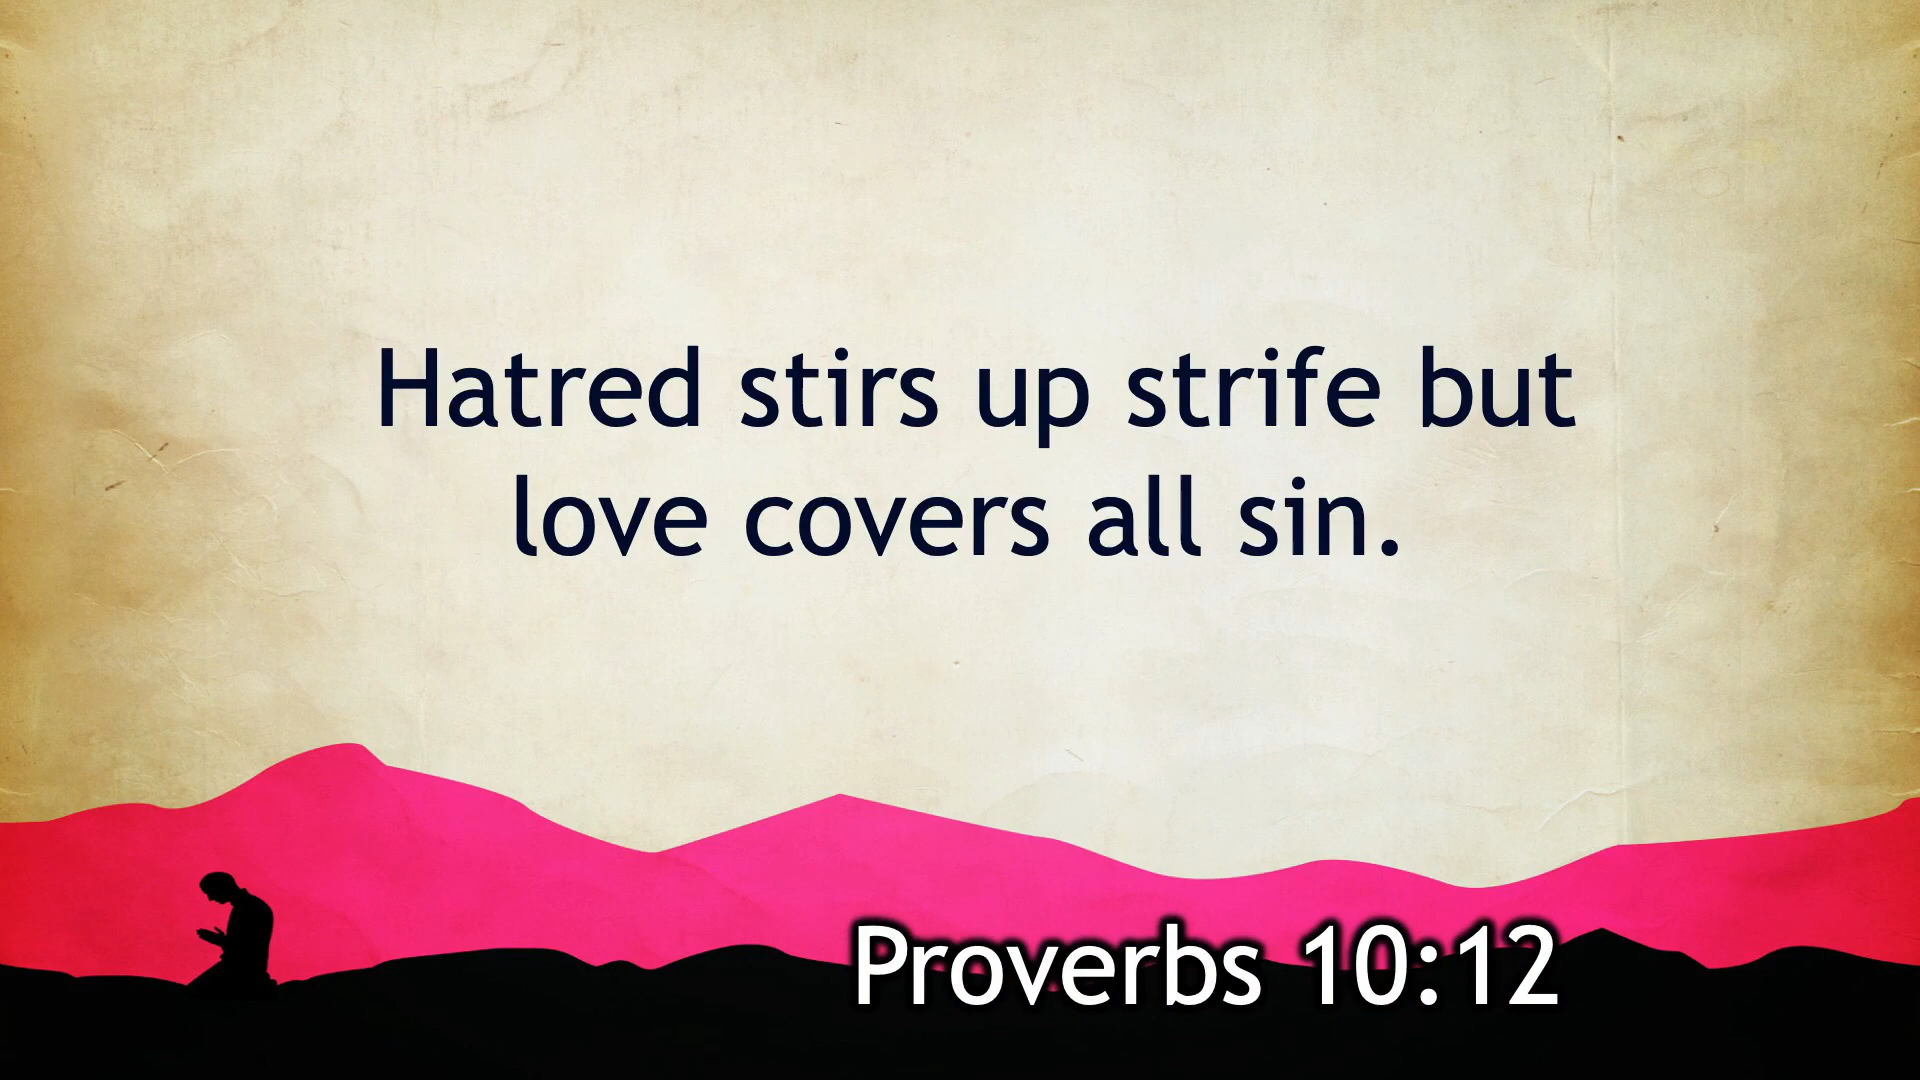 Hatred stirs up strife but
love covers all sin.
Proverbs 10:12